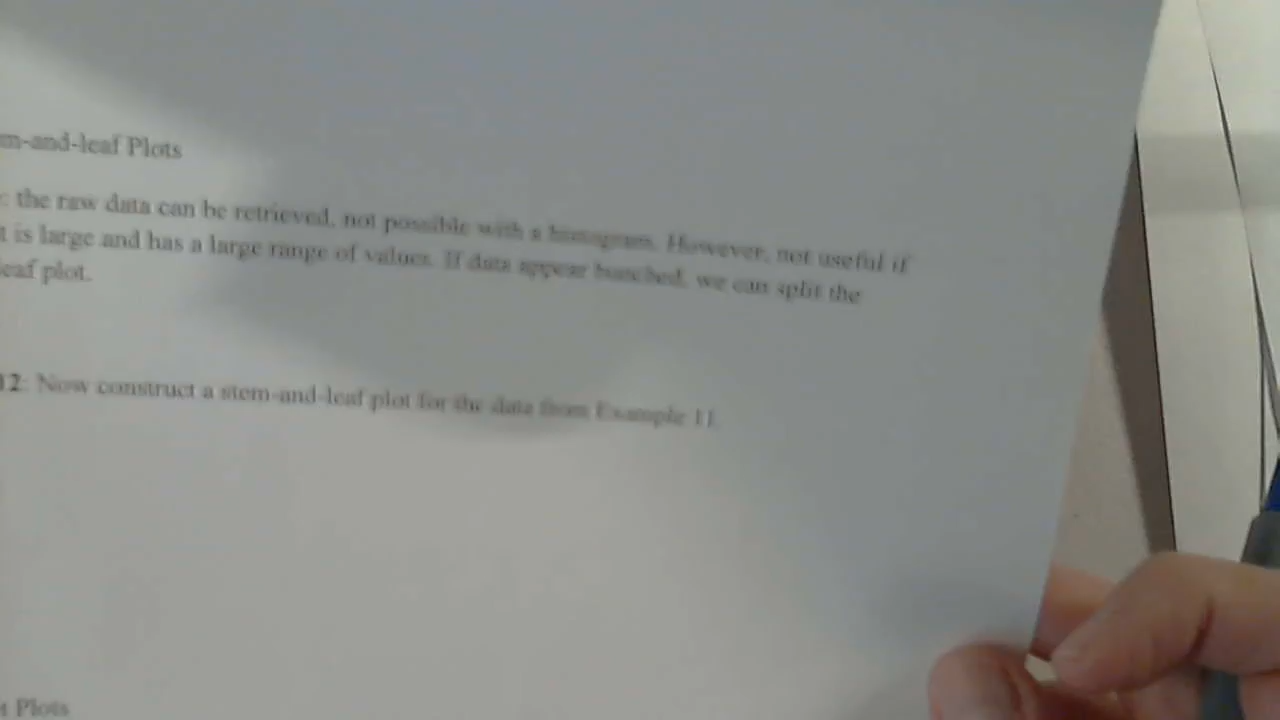 m-and-leaf Plots
: the raw data can be retrieved, not possible with a histogram. However, not useful if
t is large and has a large range of values. If data appear bunched, we can split the
eaf plot.
12: Now construct a stem-and-leaf plot for the data from Example 11.
t Plots